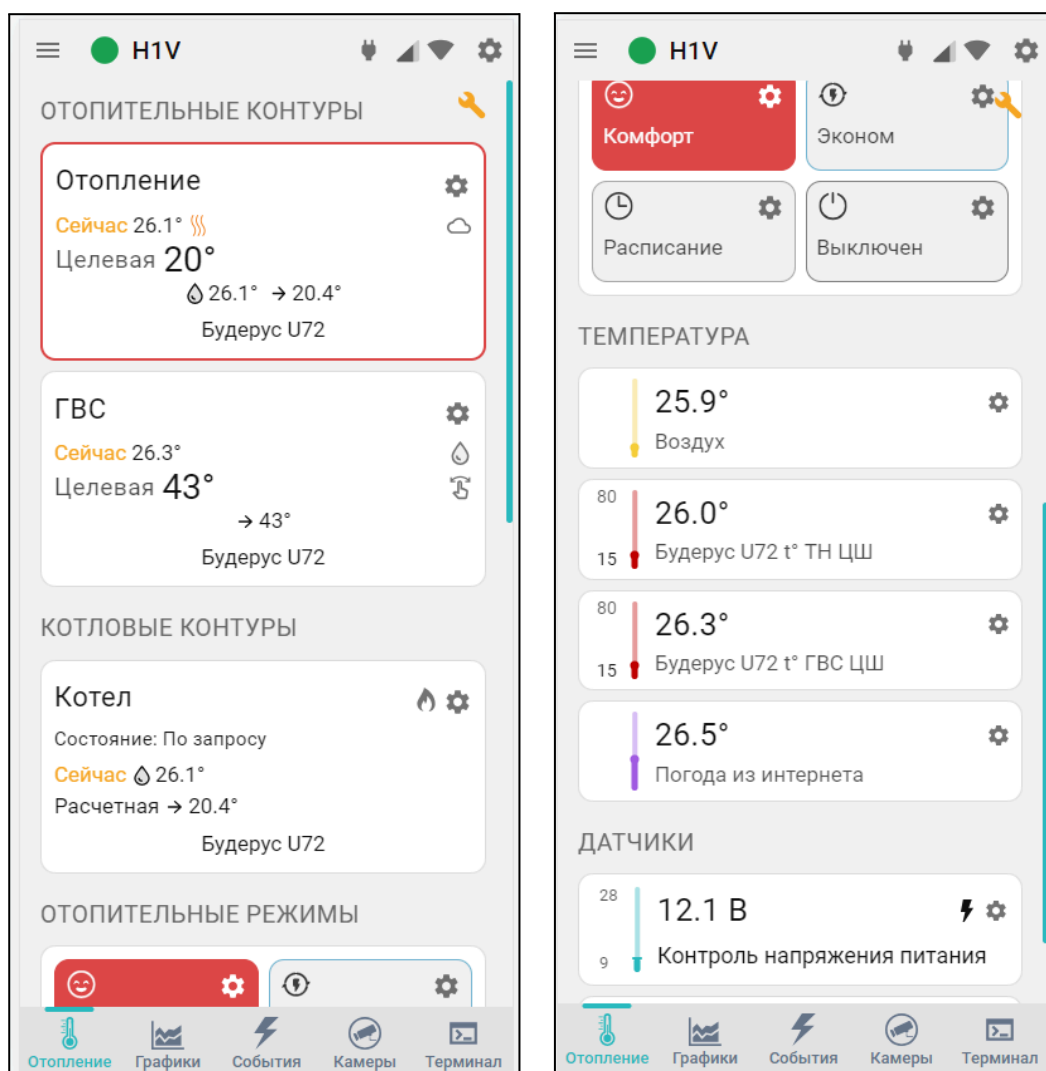 H1V
ОТОПИТЕЛЬНЫЕ КОНТУРЫ
Отопление
Сейчас 26.1°
Целевая 20°
26.1° → 20.4°
Будерус U72
ГВС
Сейчас 26.3°
Целевая 43°
→ 43°
Будерус U72
КОТЛОВЫЕ КОНТУРЫ
Котел
Состояние: По запросу
Сейчас 26.1°
Расчетная → 20.4°
Будерус U72
ОТОПИТЕЛЬНЫЕ РЕЖИМЫ
Отопление Графики События Камеры Терминал
H1V
Комфорт Эконом
Расписание Выключен
ТЕМПЕРАТУРА
25.9°
Воздух
80
26.0°
15 Будерус U72 t° ТН ЦШ
80
26.3°
15 Будерус U72 t° ГВС ЦШ
26.5°
Погода из интернета
ДАТЧИКИ
28
12.1 В
9 Контроль напряжения питания
Отопление Графики События Камеры Терминал